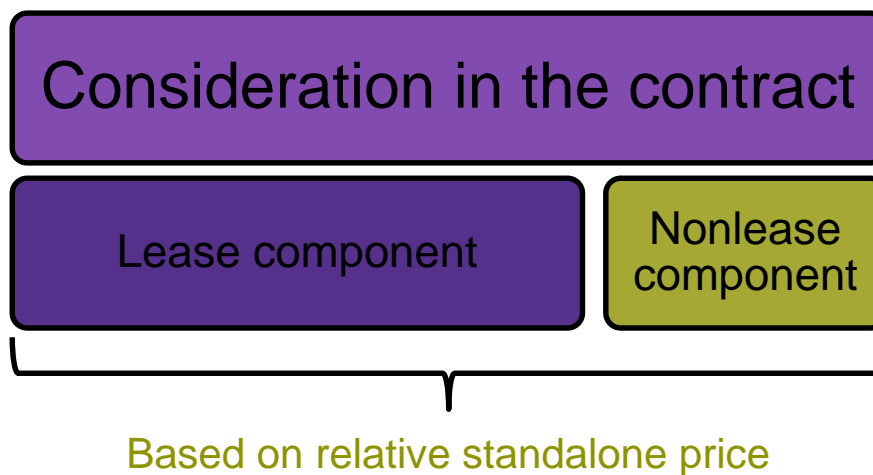 Consideration in the contract
Lease component
Nonlease
component
Based on relative standalone price